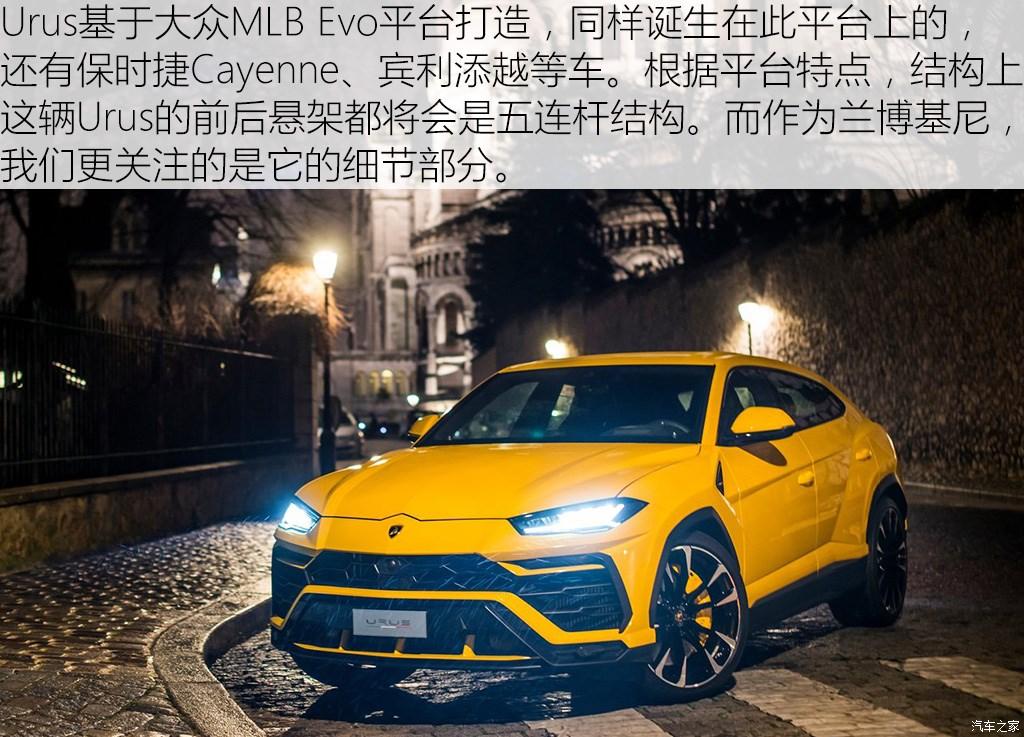 Urus基于大众MLB Evo平台打造，同样诞生在此平台上的，
还有保时捷Cayenne、宾利添越等车。根据平台特点，结构上
这辆Urus的前后悬架都将会是五连杆结构。而作为兰博基尼，
我们更关注的是它的细节部分。
URUS
汽车之家